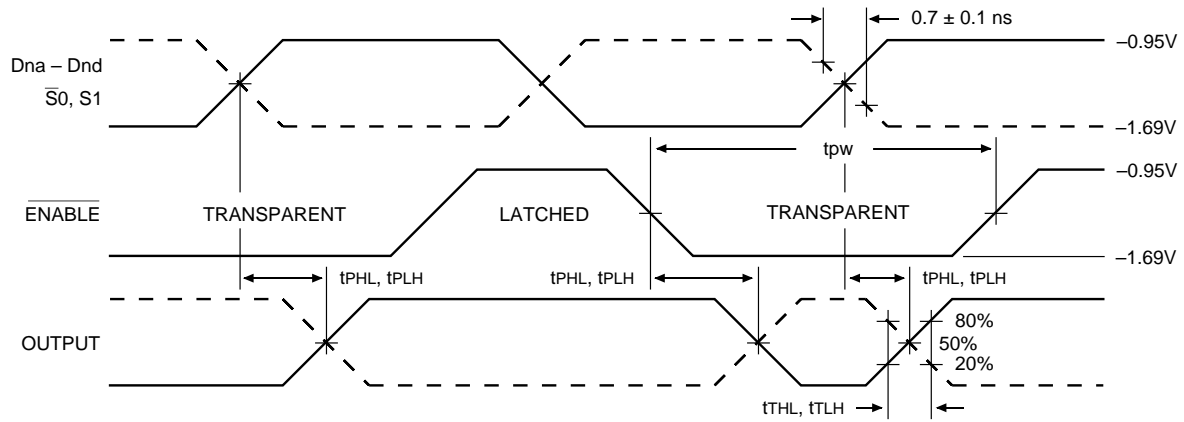 0.7 ± 0.1 ns
–0.95V
Dna – Dnd
S̅0, S1
–1.69V
tpw
–0.95V
E̅N̅A̅B̅L̅E̅
TRANSPARENT
LATCHED
TRANSPARENT
–1.69V
tPHL, tPLH
tPHL, tPLH
tPHL, tPLH
80%
OUTPUT
50%
20%
tTHL, tTLH